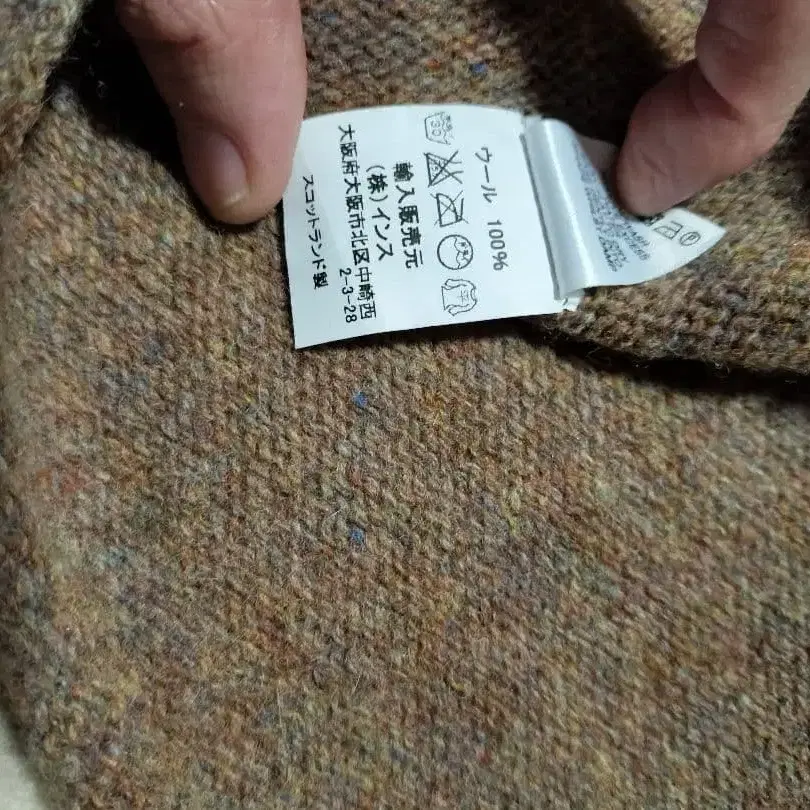 ウール 100%
輸入販売元
(株)インス
大阪府大阪市北区中崎西
2-3-28
スコットランド製